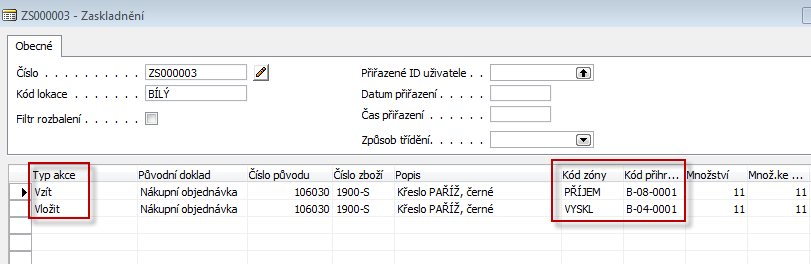 ZS000003 - Zaskladnění
Obecné
Číslo . . . . . . . . . . ZS000003
Přiřazené ID uživatele . .
Kód lokace . . . . . . . . BÍLÝ
Datum přiřazení . . . . .
Filtr rozbalení . . . . . .
Čas přiřazení . . . . . .
Způsob třídění. . . . . .
Typ akce Původní doklad Číslo původu Číslo zboží Popis Kód zóny Kód přihr... Množství Množ.ke ...
Vzít Nákupní objednávka 106030 1900-S Křeslo PAŘÍŽ, černé PŘÍJEM B-08-0001 11 11
Vložit Nákupní objednávka 106030 1900-S Křeslo PAŘÍŽ, černé VYSKL B-04-0001 11 11